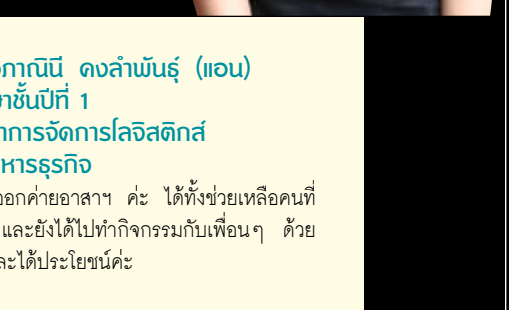 ภาณินี คงลำพันธุ์ (แอน)
ชั้นปีที่ 1
การจัดการโลจิสติกส์
หารธุรกิจ
ออกค่ายอาสาฯ ค่ะ ได้ทั้งช่วยเหลือคนที่
และยังได้ไปทำกิจกรรมกับเพื่อนๆ ด้วย
ละได้ประโยชน์ค่ะ